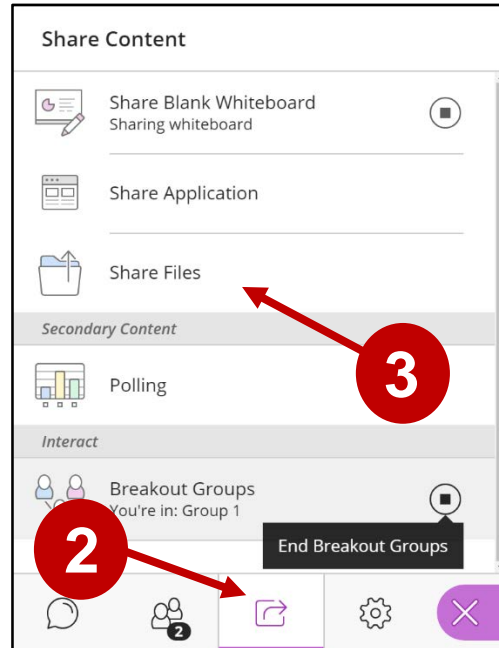 Share Content
Share Blank Whiteboard
Sharing whiteboard
Share Application
Share Files
Secondary Content
3
Polling
Interact
Breakout Groups
You're in: Group 1
2
End Breakout Groups
2